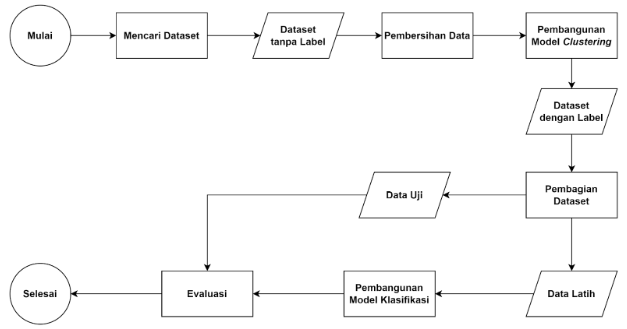 Mulai
Mencari Dataset
Dataset
tanpa Label
Pembersihan Data
Pembangunan
Model Clustering
Dataset
dengan Label
Pembagian
Dataset
Data Uji
Data Latih
Pembangunan
Model Klasifikasi
Evaluasi
Selesai